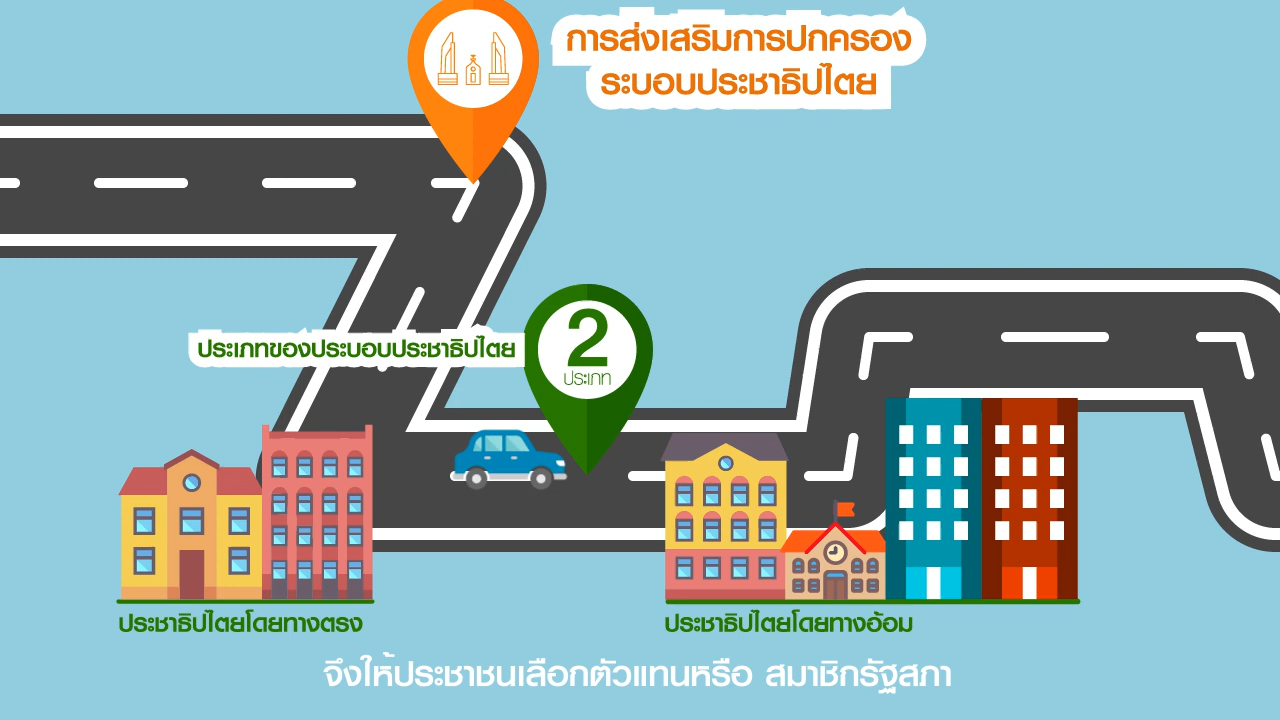 การส่งเสริมการปกครอง
ระบอบประชาธิปไตย
ประเภทของประบอบประชาธิปไตย
2
ประเภท
ประชาธิปไตยโดยทางตรง
ประชาธิปไตยโดยทางอ้อม
จึงให้ประชาชนเลือกตัวแทนหรือ สมาชิกรัฐสภา